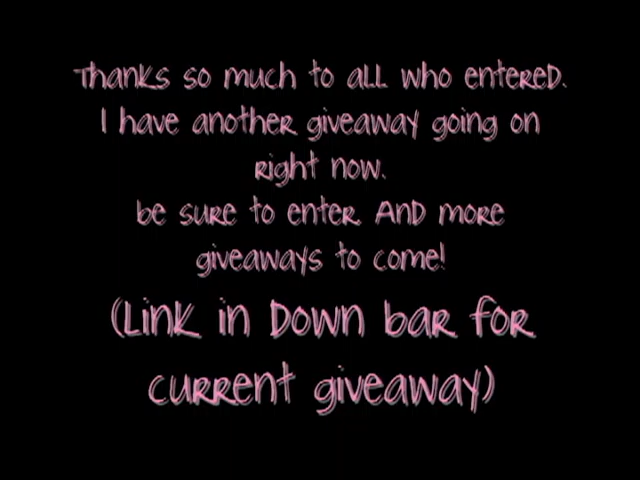 Thanks so much to all who entered.
I have another giveaway going on
right now.
be sure to enter. And more
giveaways to come!
(Link in Down bar for
current giveaway)